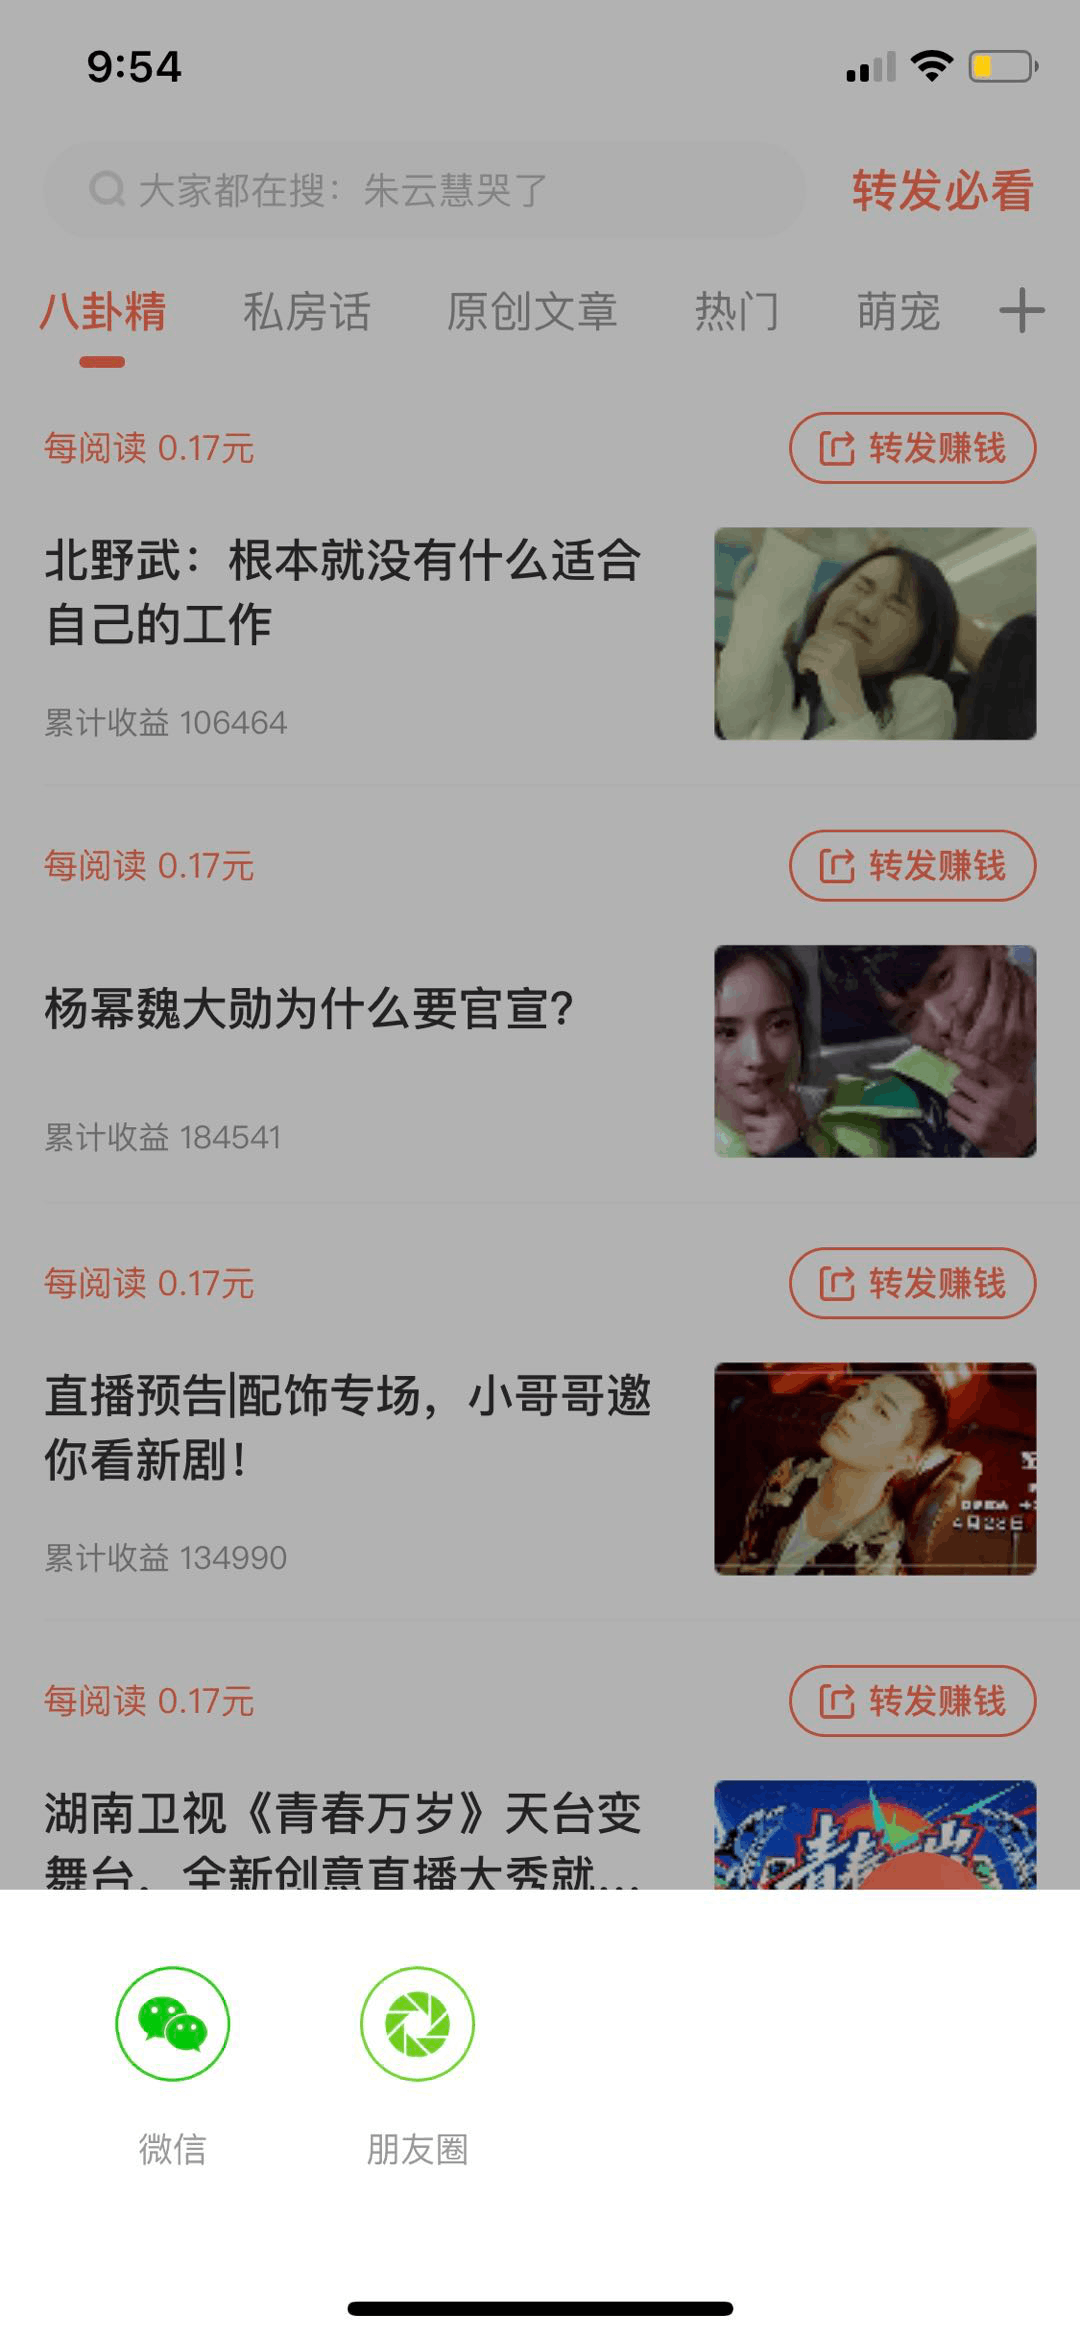 9:54
大家都在搜：朱云慧哭了
转发必看
八卦精
私房话
原创文章
热门
萌宠
每阅读 0.17元
转发赚钱
北野武：根本就没有什么适合
自己的工作
累计收益 106464
每阅读 0.17元
转发赚钱
杨幂魏大勋为什么要官宣?
累计收益 184541
每阅读 0.17元
转发赚钱
直播预告|配饰专场，小哥哥邀
你看新剧！
累计收益 134990
4月28日
每阅读 0.17元
转发赚钱
湖南卫视《青春万岁》天台变
舞台，全新创意直播大秀就...
微信
朋友圈